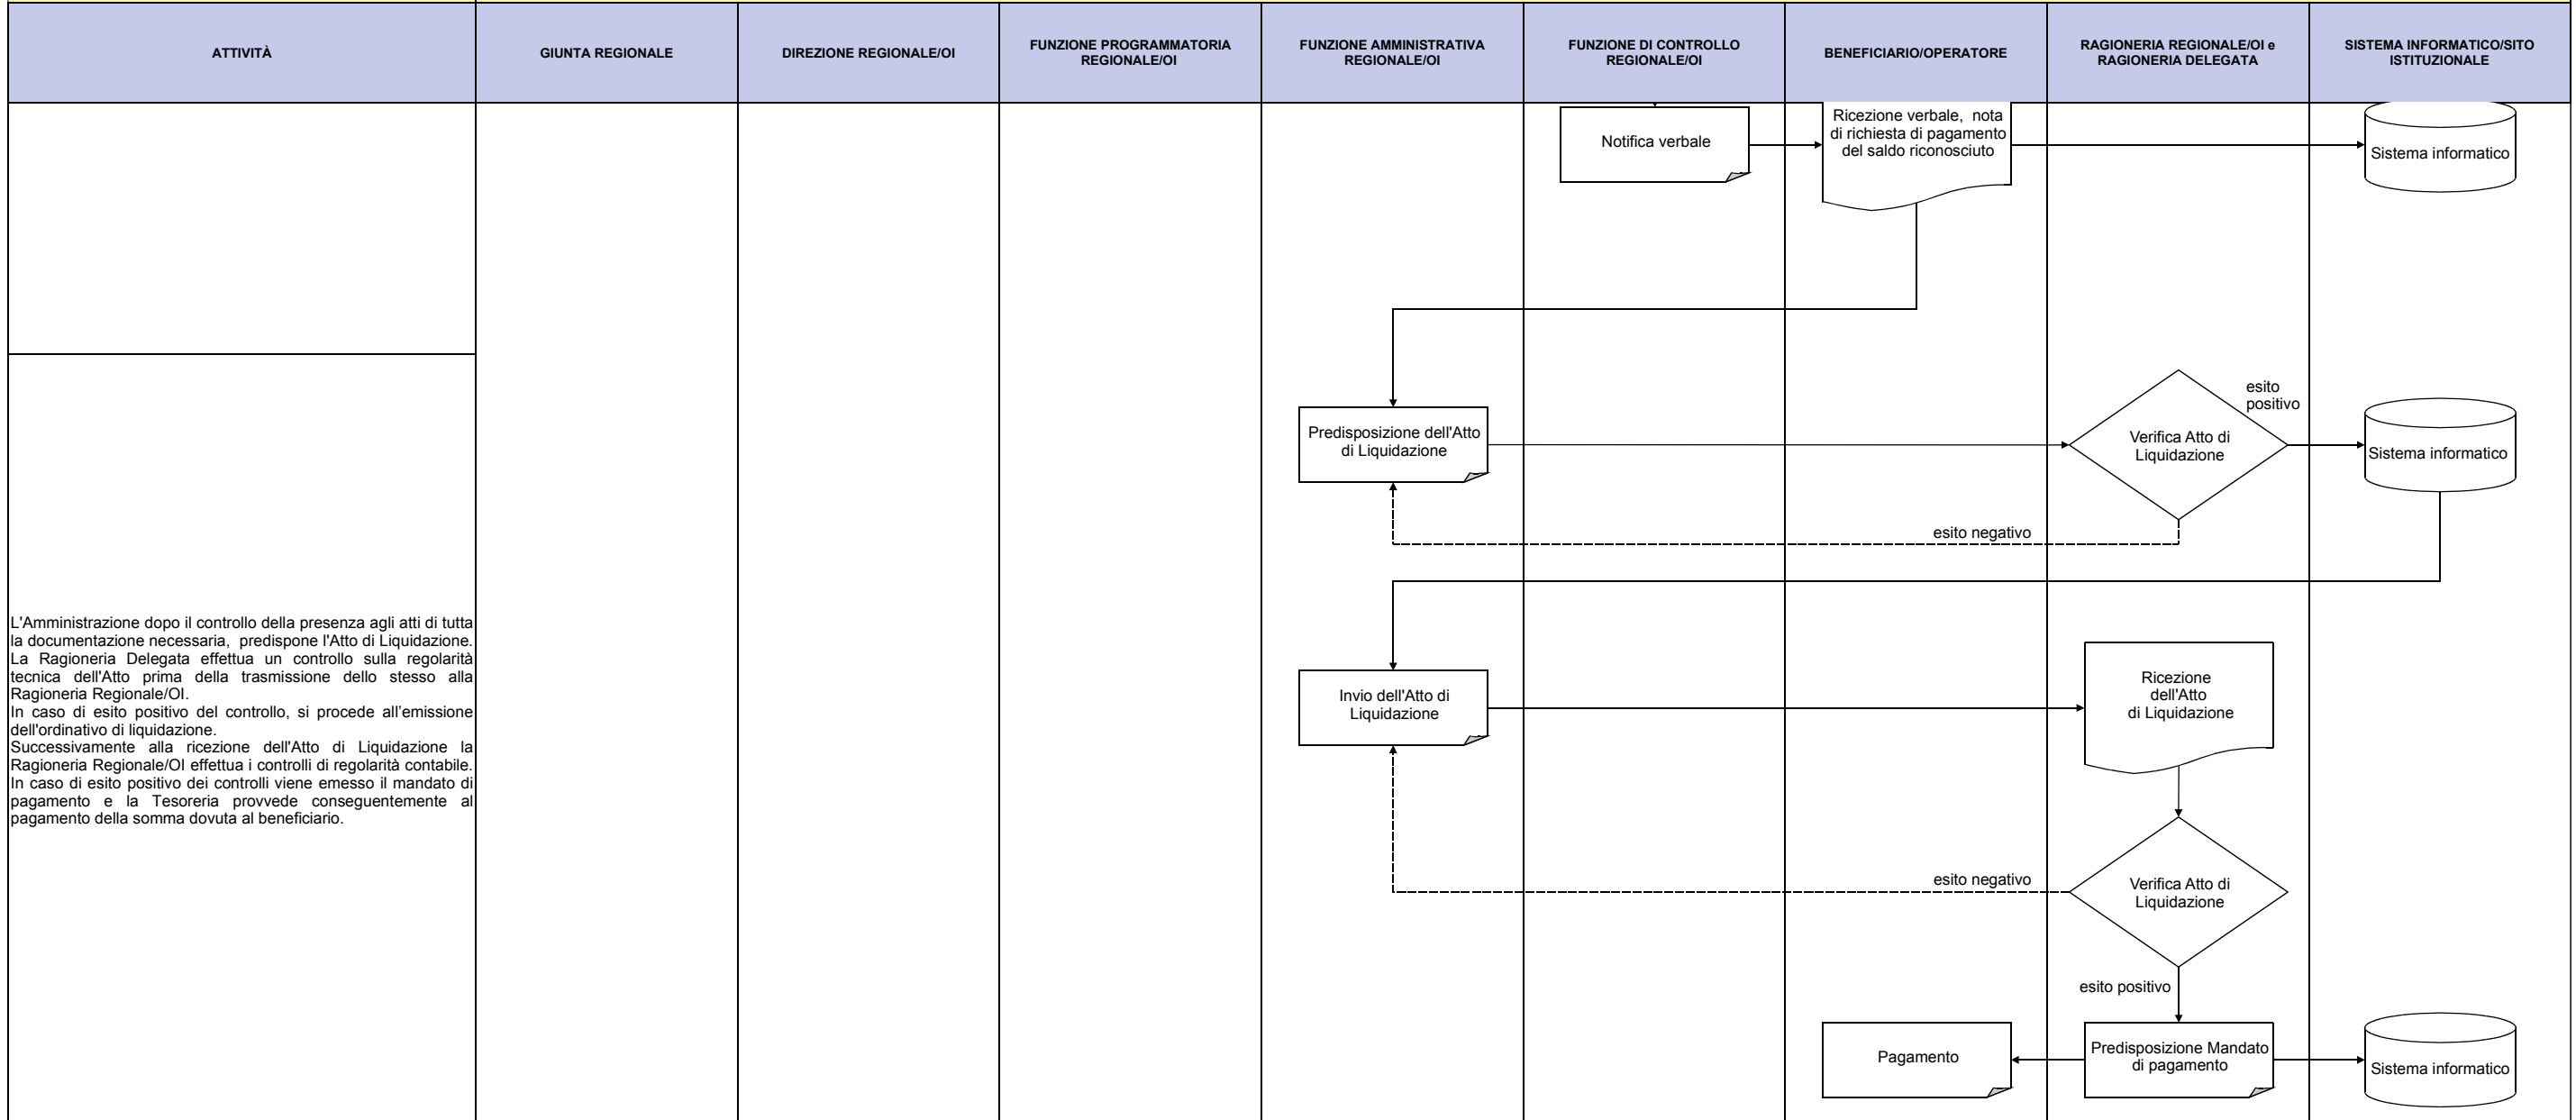 ATTIVITÀ
GIUNTA REGIONALE
DIREZIONE REGIONALE/OI
FUNZIONE PROGRAMMATORIA
REGIONALE/OI
FUNZIONE AMMINISTRATIVA
REGIONALE/OI
FUNZIONE DI CONTROLLO
REGIONALE/OI
BENEFICIARIO/OPERATORE
RAGIONERIA REGIONALE/OI e
RAGIONERIA DELEGATA
SISTEMA INFORMATICO/SITO
ISTITUZIONALE
Notifica verbale
Ricezione verbale, nota
di richiesta di pagamento
del saldo riconosciuto
Sistema informatico
Predisposizione dell'Atto
di Liquidazione
Verifica Atto di
Liquidazione
esito
positivo
Sistema informatico
esito negativo
L'Amministrazione dopo il controllo della presenza agli atti di tutta
la documentazione necessaria, predispone l'Atto di Liquidazione.
La Ragioneria Delegata effettua un controllo sulla regolarità
tecnica dell'Atto prima della trasmissione dello stesso alla
Ragioneria Regionale/OI.
In caso di esito positivo del controllo, si procede all'emissione
dell'ordinativo di liquidazione.
Successivamente alla ricezione dell'Atto di Liquidazione la
Ragioneria Regionale/OI effettua i controlli di regolarità contabile.
In caso di esito positivo dei controlli viene emesso il mandato di
pagamento e la Tesoreria provvede conseguentemente al
pagamento della somma dovuta al beneficiario.
Invio dell'Atto di
Liquidazione
Ricezione
dell'Atto
di Liquidazione
esito negativo
Verifica Atto di
Liquidazione
esito positivo
Pagamento
Predisposizione Mandato
di pagamento
Sistema informatico